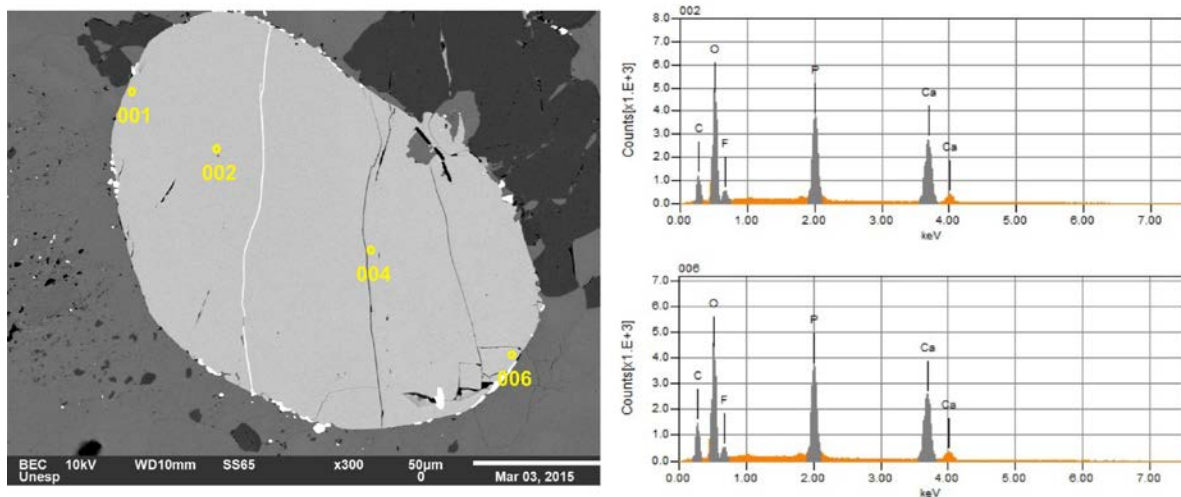 001
002
004
006
BEC 10kV WD10mm SS65 x300 50µm
Unesp 0 Mar 03, 2015
002
8.0
7.0
6.0
5.0
4.0
3.0
2.0
1.0
0.0
Counts[x1.E+3]
C
O
F
P
Ca
Ca
0.00 1.00 2.00 3.00 4.00 5.00 6.00 7.00
keV
006
7.0
6.0
5.0
4.0
3.0
2.0
1.0
0.0
Counts[x1.E+3]
C
O
F
P
Ca
Ca
0.00 1.00 2.00 3.00 4.00 5.00 6.00 7.00
keV